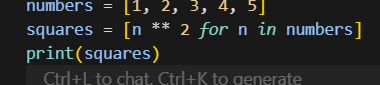 numbers = [1, 2, 3, 4, 5]
squares = [n ** 2 for n in numbers]
print(squares)
Ctrl+L to chat, Ctrl+K to generate